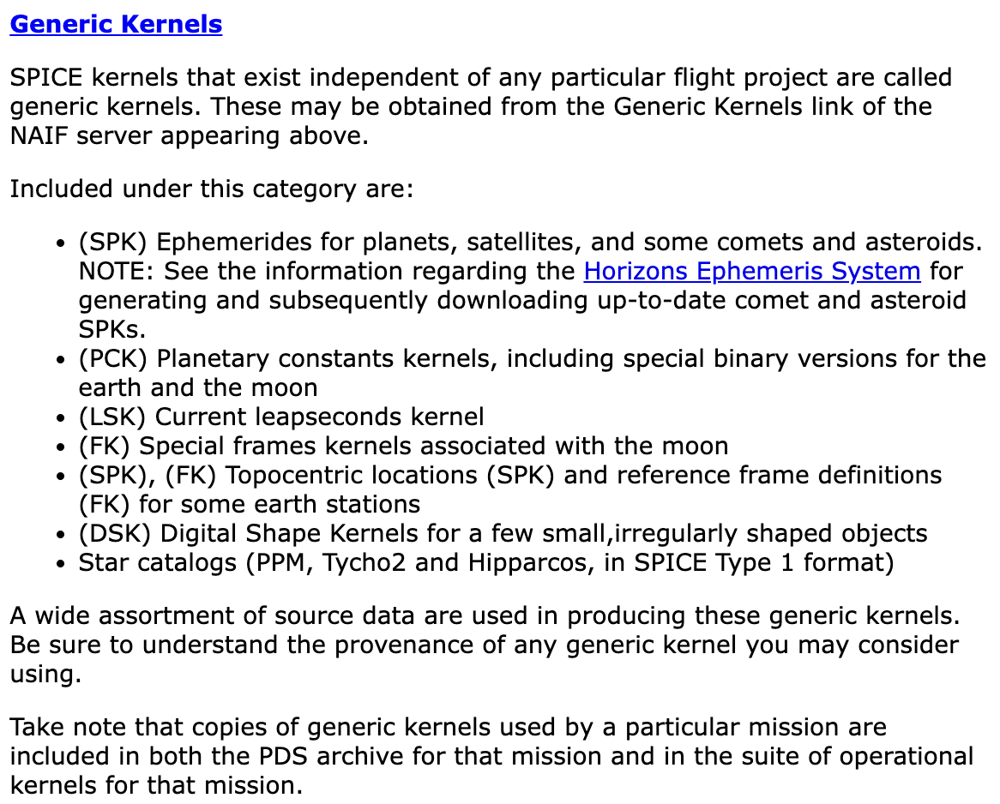 Generic Kernels
SPICE kernels that exist independent of any particular flight project are called
generic kernels. These may be obtained from the Generic Kernels link of the
NAIF server appearing above.
Included under this category are:
• (SPK) Ephemerides for planets, satellites, and some comets and asteroids.
NOTE: See the information regarding the Horizons Ephemeris System for
generating and subsequently downloading up-to-date comet and asteroid
SPKs.
• (PCK) Planetary constants kernels, including special binary versions for the
earth and the moon
• (LSK) Current leapseconds kernel
• (FK) Special frames kernels associated with the moon
• (SPK), (FK) Topocentric locations (SPK) and reference frame definitions
(FK) for some earth stations
• (DSK) Digital Shape Kernels for a few small,irregularly shaped objects
• Star catalogs (PPM, Tycho2 and Hipparcos, in SPICE Type 1 format)
A wide assortment of source data are used in producing these generic kernels.
Be sure to understand the provenance of any generic kernel you may consider
using.
Take note that copies of generic kernels used by a particular mission are
included in both the PDS archive for that mission and in the suite of operational
kernels for that mission.